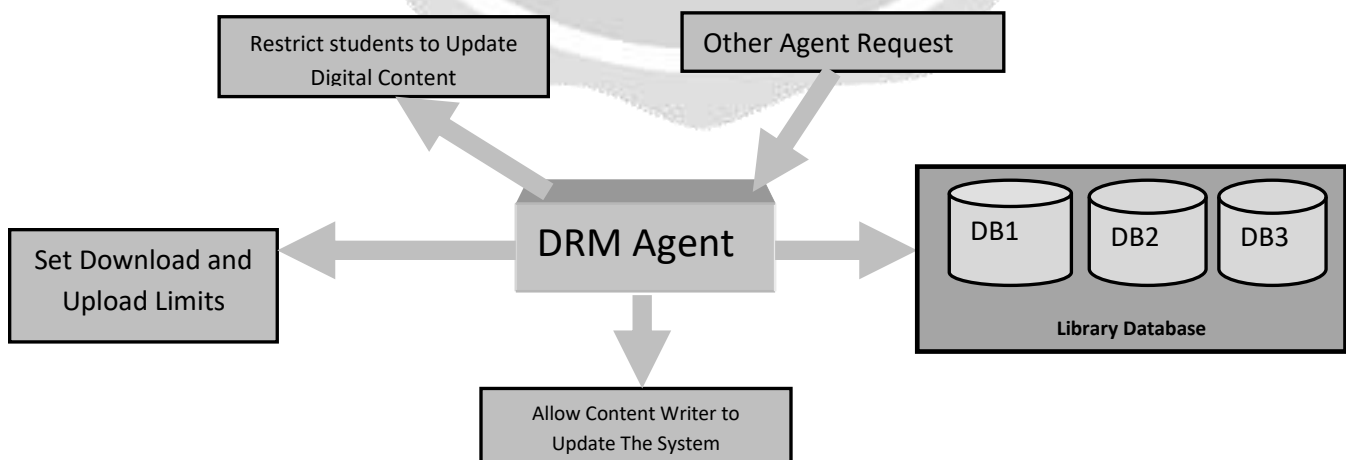 Restrict students to Update
Digital Content
Other Agent Request
DRM Agent
DB1
DB2
DB3
Library Database
Set Download and
Upload Limits
Allow Content Writer to
Update The System